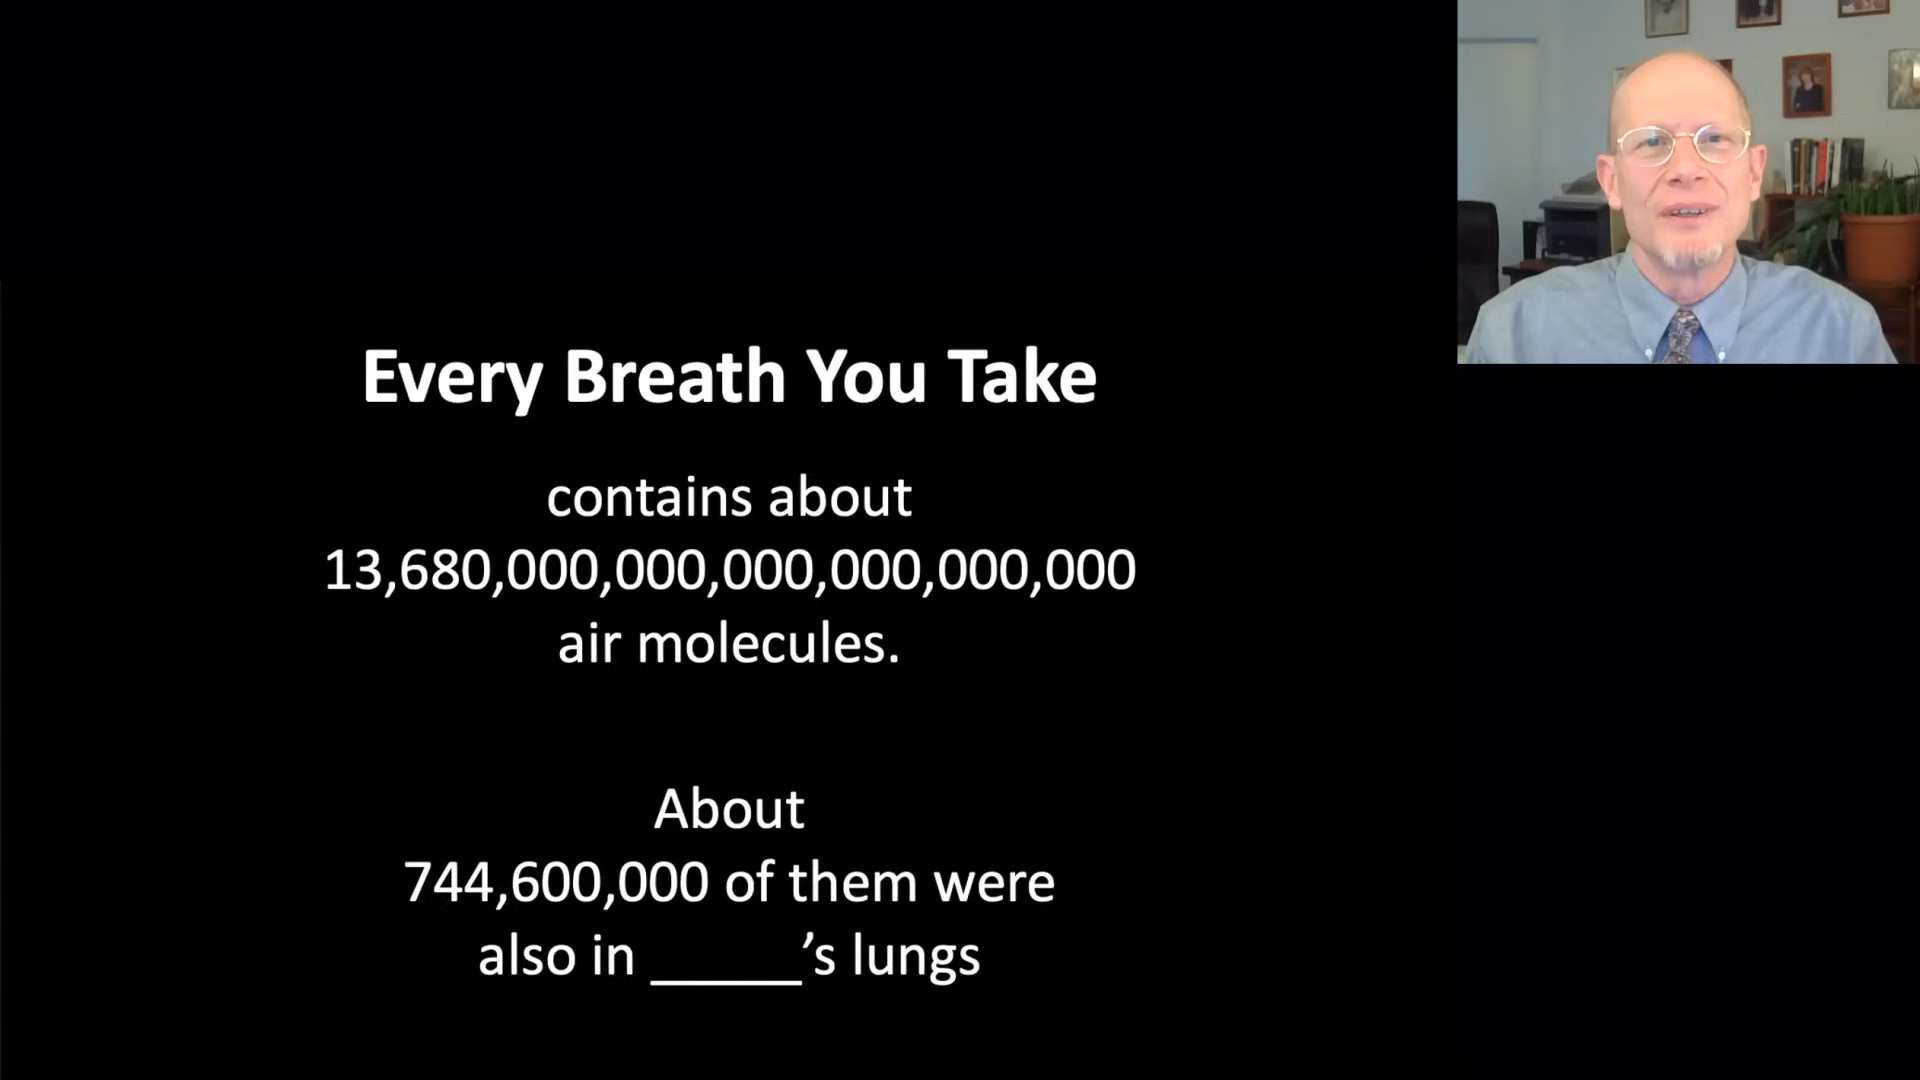 Every Breath You Take
contains about
13,680,000,000,000,000,000,000
air molecules.
About
744,600,000 of them were
also in _____’s lungs